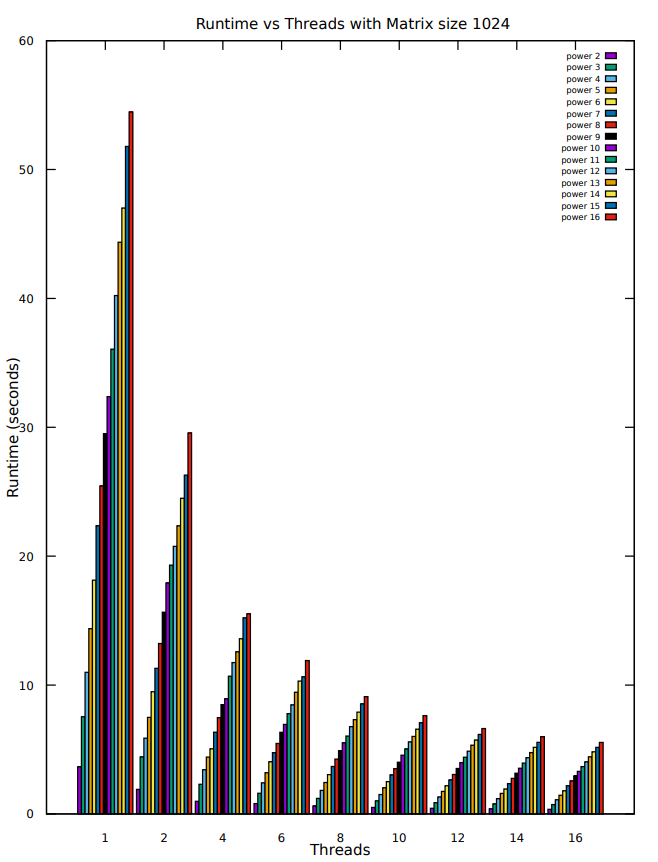 Runtime vs Threads with Matrix size 1024
60
50
40
30
20
10
0
Runtime (seconds)
power 2
power 3
power 4
power 5
power 6
power 7
power 8
power 9
power 10
power 11
power 12
power 13
power 14
power 15
power 16
1 2 4 6 8 10 12 14 16
Threads